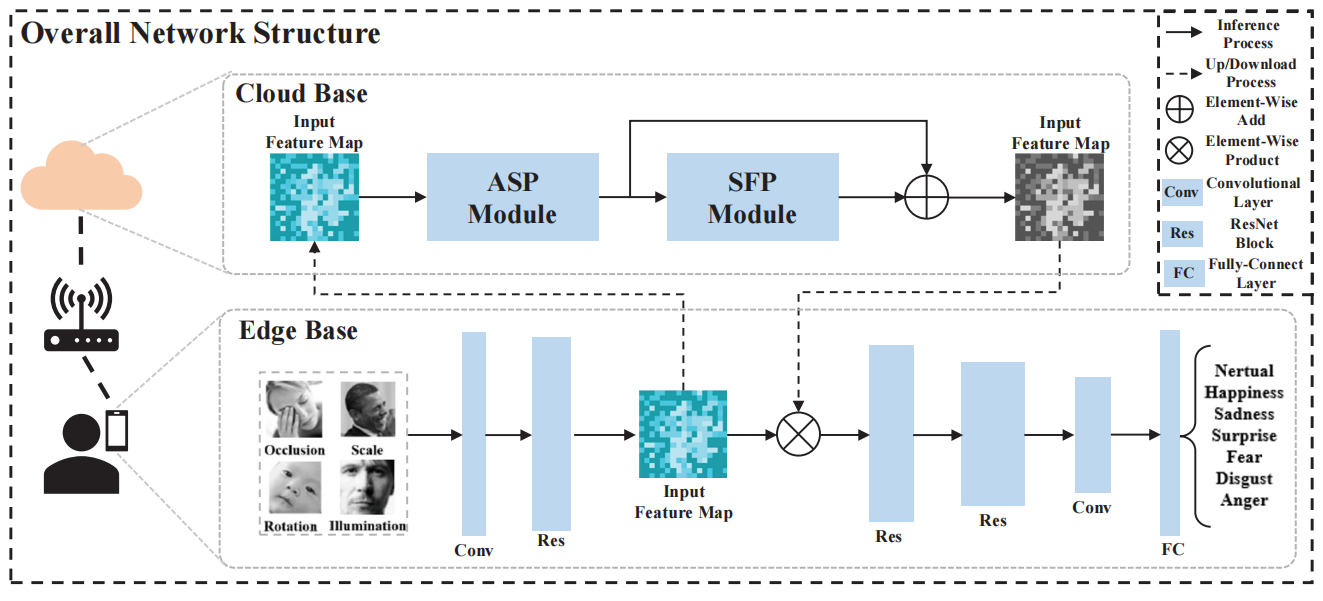 Overall Network Structure
Cloud Base
Input
Feature Map
ASP
Module
SFP
Module
Input
Feature Map
Inference
Process
Up/Download
Process
Element-Wise
Add
Element-Wise
Product
Conv
Convolutional
Layer
Res
ResNet
Block
FC
Fully-Connect
Layer
Edge Base
Occlusion
Scale
Rotation
Illumination
Conv
Res
Input
Feature Map
Res
Res
Conv
FC
Nertual
Happiness
Sadness
Surprise
Fear
Disgust
Anger